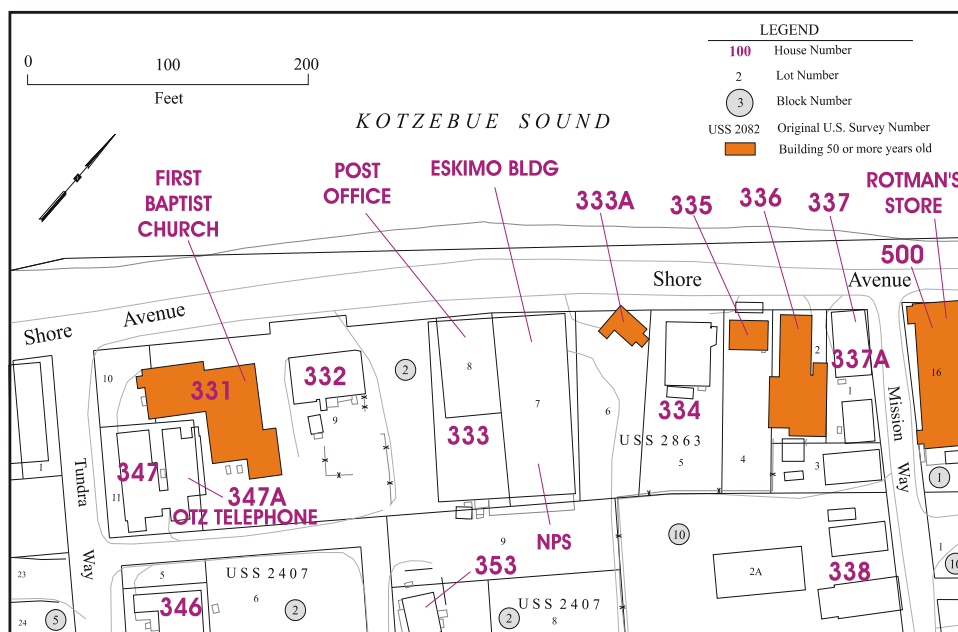 LEGEND
100 House Number
2 Lot Number
3 Block Number
USS 2082 Original U.S. Survey Number
Building 50 or more years old
0 100 200
Feet
KOTZEBUE SOUND
FIRST
BAPTIST
CHURCH
POST
OFFICE
ESKIMO BLDG
333A
335
336
337
ROTMAN'S
STORE
500
Shore Avenue
Shore Avenue
10
331
332
9
2
8
333
7
6
334
USS 2863
5
4
2
337A
1
3
16
Mission
Way
1
1
Tundra
Way
347
11
347A
OTZ TELEPHONE
NPS
9
10
2A
338
1
10
353
23
24
5
5
USS 2407
6
346
2
2
USS 2407
8